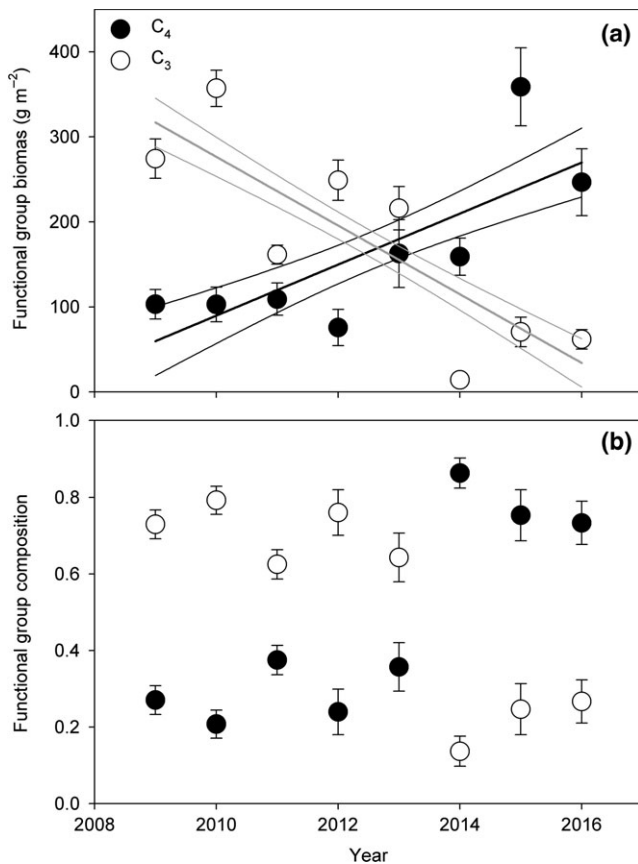 (a)
C₄
C₃
400
300
200
100
0
Functional group biomas (g m⁻²)
(b)
1.0
0.8
0.6
0.4
0.2
0.0
Functional group composition
2008 2010 2012 2014 2016
Year